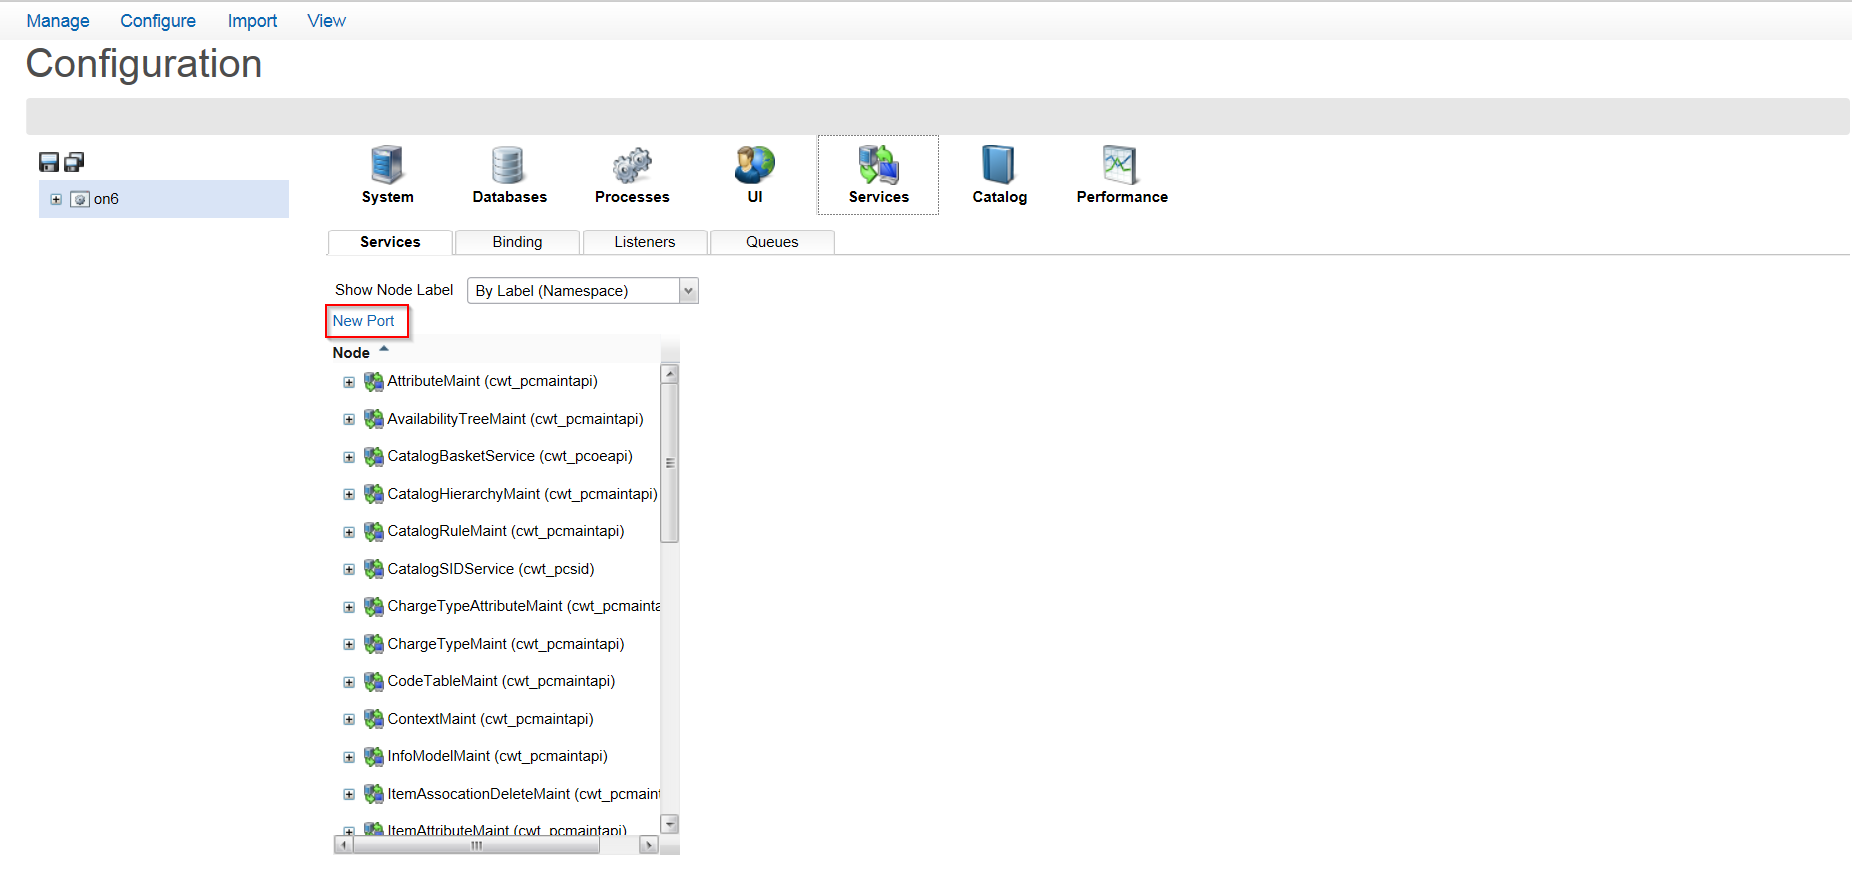 Manage Configure Import View
Configuration
on6
System Databases Processes UI Services Catalog Performance
Services Binding Listeners Queues
Show Node Label By Label (Namespace)
New Port
Node
AttributeMaint (cwt_pcmaintapi)
AvailabilityTreeMaint (cwt_pcmaintapi)
CatalogBasketService (cwt_pcoeapi)
CatalogHierarchyMaint (cwt_pcmaintapi)
CatalogRuleMaint (cwt_pcmaintapi)
CatalogSIDService (cwt_pcsid)
ChargeTypeAttributeMaint (cwt_pcmainta
ChargeTypeMaint (cwt_pcmaintapi)
CodeTableMaint (cwt_pcmaintapi)
ContextMaint (cwt_pcmaintapi)
InfoModelMaint (cwt_pcmaintapi)
ItemAssocationDeleteMaint (cwt_pcmaint
ItemAttributeMaint (cwt_pcmaintapi)